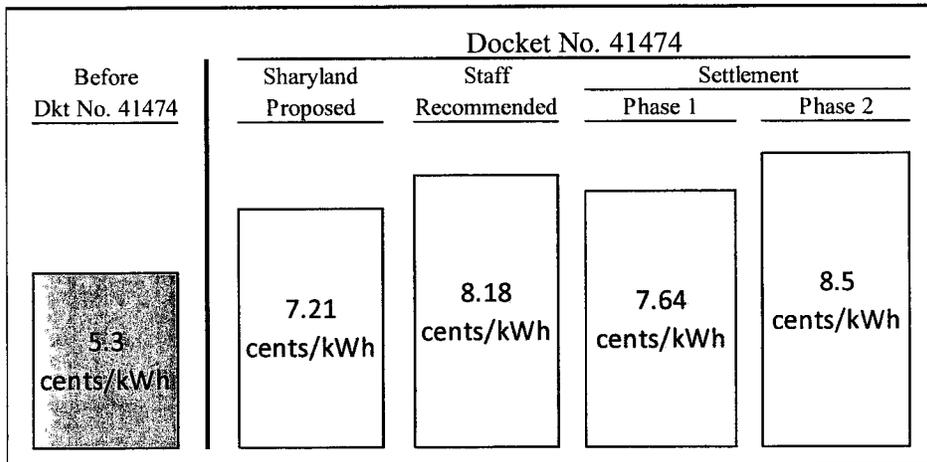 Docket No. 41474
Before Sharyland Staff Settlement
Dkt No. 41474 Proposed Recommended Phase 1 Phase 2
5.3
cents/kWh
7.21
cents/kWh
8.18
cents/kWh
7.64
cents/kWh
8.5
cents/kWh